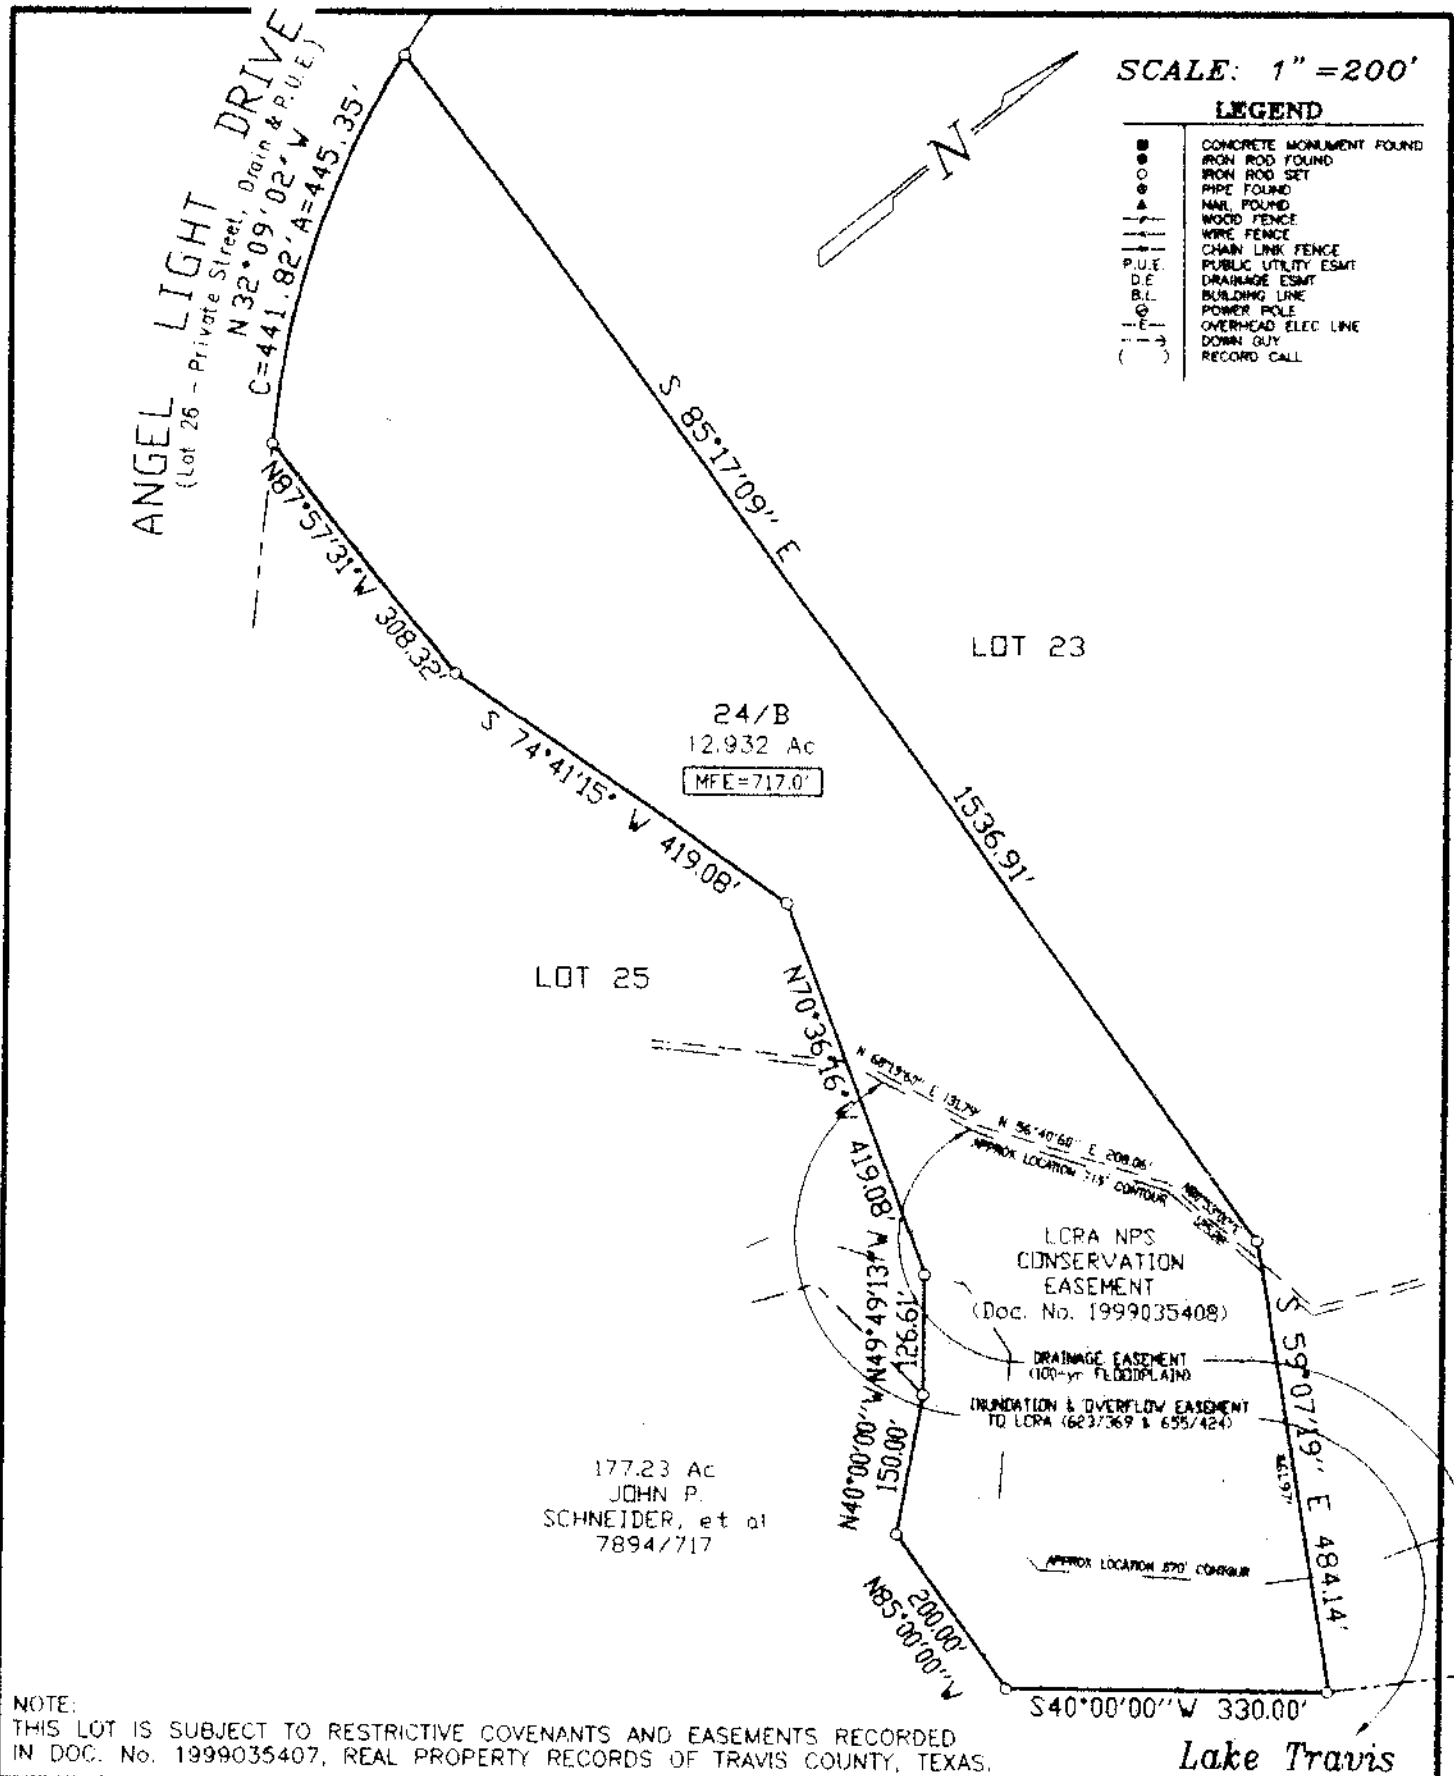 SCALE: 1"=200'
LEGEND
CONCRETE MONUMENT FOUND
IRON ROD FOUND
IRON ROD SET
PIPE FOUND
NAIL FOUND
WOOD FENCE
WIRE FENCE
CHAIN LINK FENCE
P.U.E. PUBLIC UTILITY ESMT
D.E. DRAINAGE ESMT
B.L. BUILDING LINE
POWER POLE
--E-- OVERHEAD ELEC LINE
DOWN GUY
( ) RECORD CALL
N
ANGEL LIGHT DRIVE
(Lot 26 - Private Street, Drain & P.U.E.)
N 32°09'02" W
C=441.82' A=445.35'
S 85°17'09" E
1536.91'
N87°57'31"W 308.32'
LOT 23
24/B
12.932 Ac
MFE=717.0'
S 74°41'15" W 419.08'
LOT 25
N70°36'16"W 419.08'
E 131.79'
N 56°40'60" E 208.06'
APPROX LOCATION 715' CONTOUR
LCRA NPS
CONSERVATION
EASEMENT
(Doc. No. 1999035408)
N49°49'13"W
126.61'
DRAINAGE EASEMENT
(100-yr FLOODPLAIN)
INUNDATION & OVERFLOW EASEMENT
TO LCRA (623/369 & 655/424)
S 59°07'19" E 484.14'
461.97'
N40°00'00"W
150.00'
177.23 Ac
JOHN P.
SCHNEIDER, et al
7894/717
APPROX LOCATION 670' CONTOUR
200.00'
N85°00'00"W
S40°00'00"W 330.00'
NOTE:
THIS LOT IS SUBJECT TO RESTRICTIVE COVENANTS AND EASEMENTS RECORDED
IN DOC. No. 1999035407, REAL PROPERTY RECORDS OF TRAVIS COUNTY, TEXAS.
Lake Travis